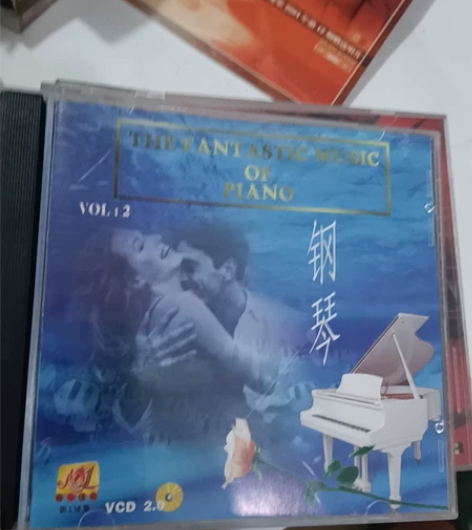 THE FANTASTIC MUSIC
OF
PIANO
VOL : 2
钢
琴
VCD 2.0